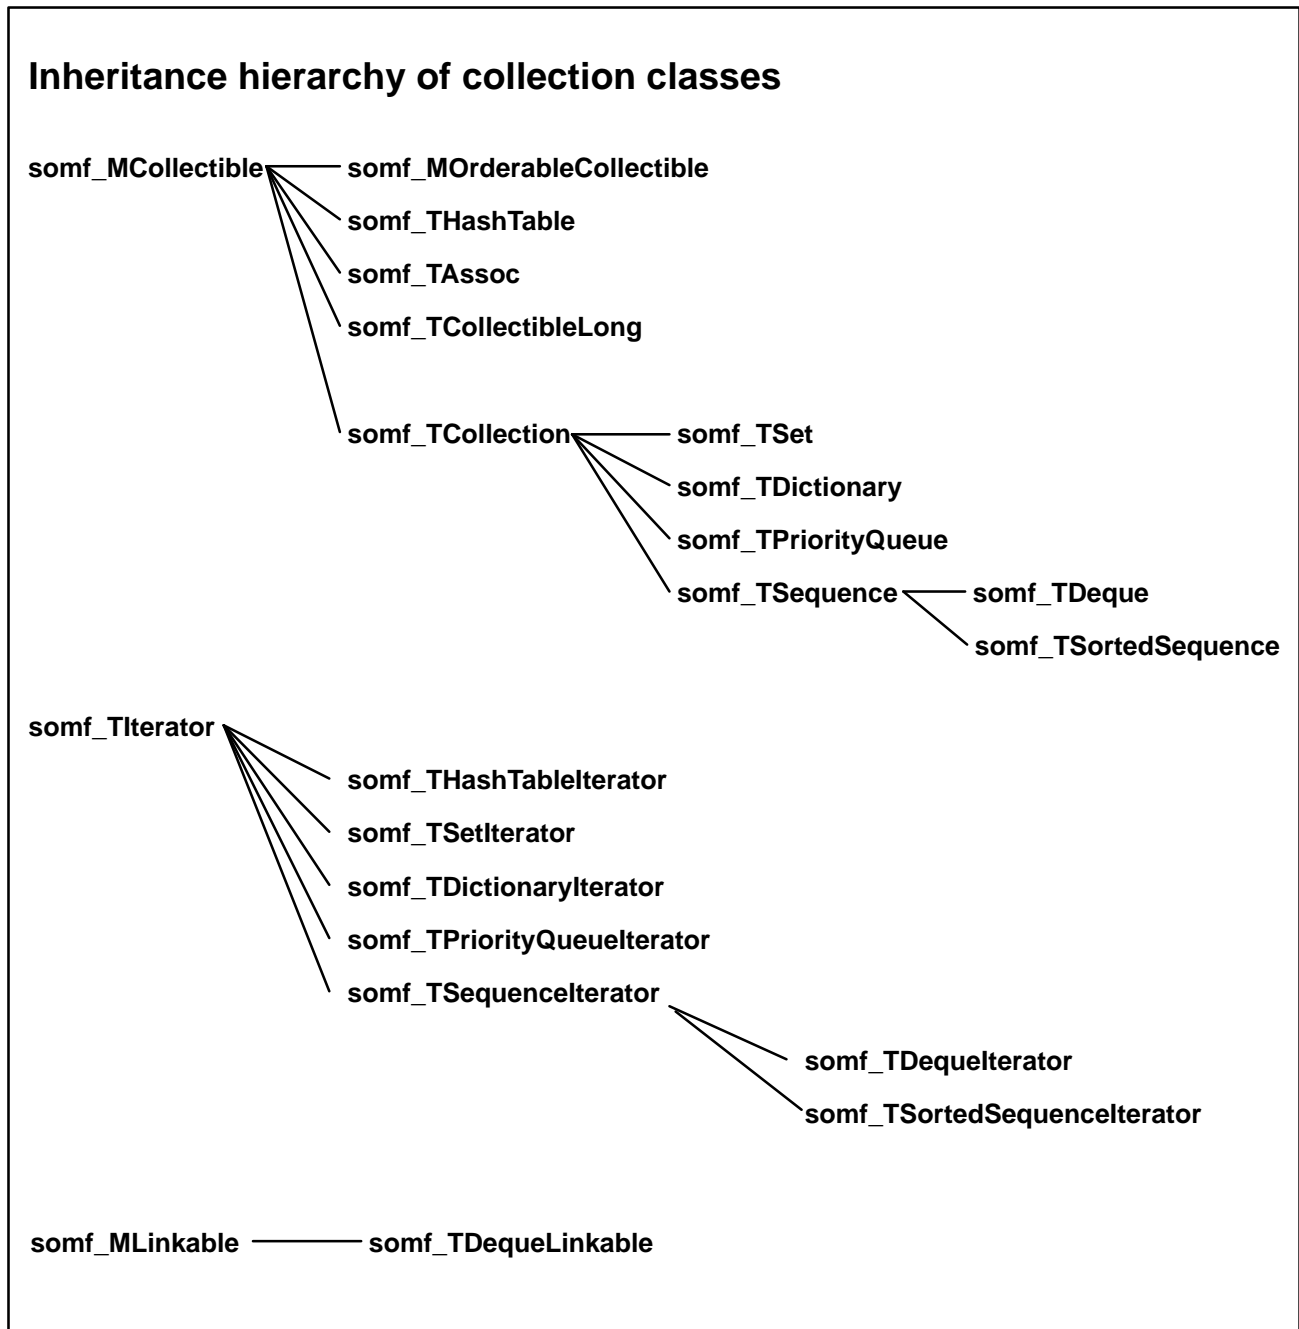 Inheritance hierarchy of collection classes
somf_MCollectible somf_MOrderableCollectible
somf_THashTable
somf_TAssoc
somf_TCollectibleLong
somf_TCollection somf_TSet
somf_TDictionary
somf_TPriorityQueue
somf_TSequence somf_TDeque
somf_TSortedSequence
somf_TIterator
somf_THashTableIterator
somf_TSetIterator
somf_TDictionaryIterator
somf_TPriorityQueueIterator
somf_TSequenceIterator
somf_TDequeIterator
somf_TSortedSequenceIterator
somf_MLinkable somf_TDequeLinkable